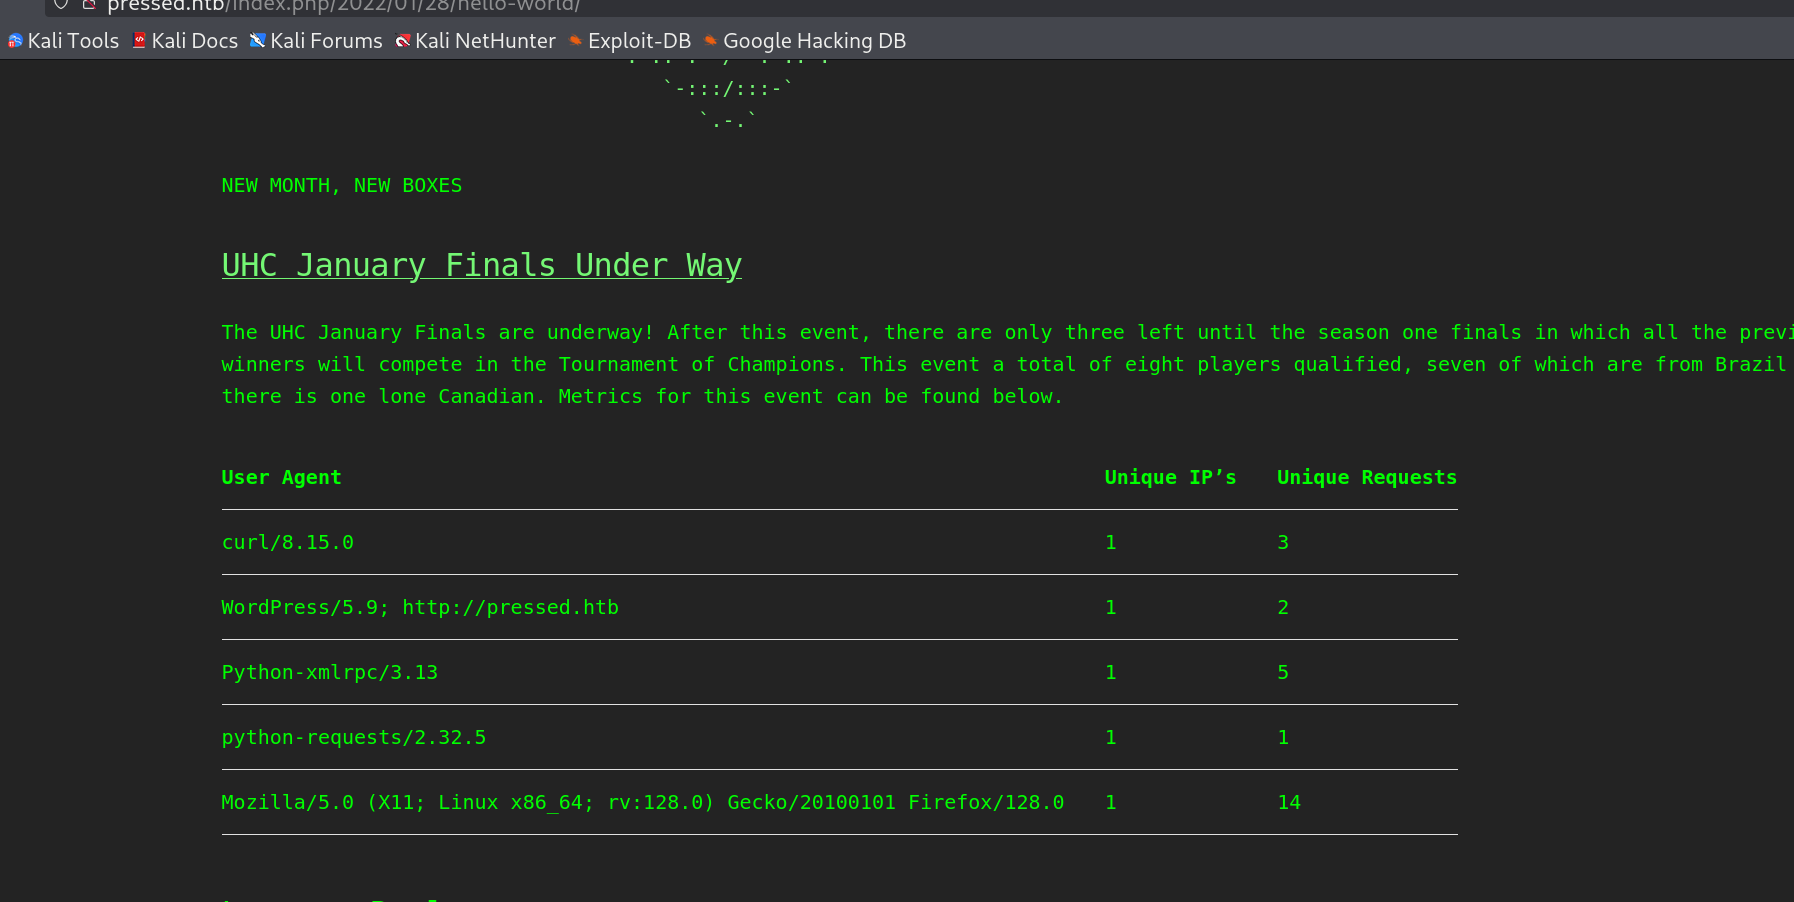 pressed.htb/index.php/2022/01/28/hello-world/
Kali Tools Kali Docs Kali Forums Kali NetHunter Exploit-DB Google Hacking DB
`-:::/:::-`
`.-.`
NEW MONTH, NEW BOXES
UHC January Finals Under Way
The UHC January Finals are underway! After this event, there are only three left until the season one finals in which all the
winners will compete in the Tournament of Champions. This event a total of eight players qualified, seven of which are from Brazil
there is one lone Canadian. Metrics for this event can be found below.
User Agent Unique IP’s Unique Requests
curl/8.15.0 1 3
WordPress/5.9; http://pressed.htb 1 2
Python-xmlrpc/3.13 1 5
python-requests/2.32.5 1 1
Mozilla/5.0 (X11; Linux x86_64; rv:128.0) Gecko/20100101 Firefox/128.0 1 14